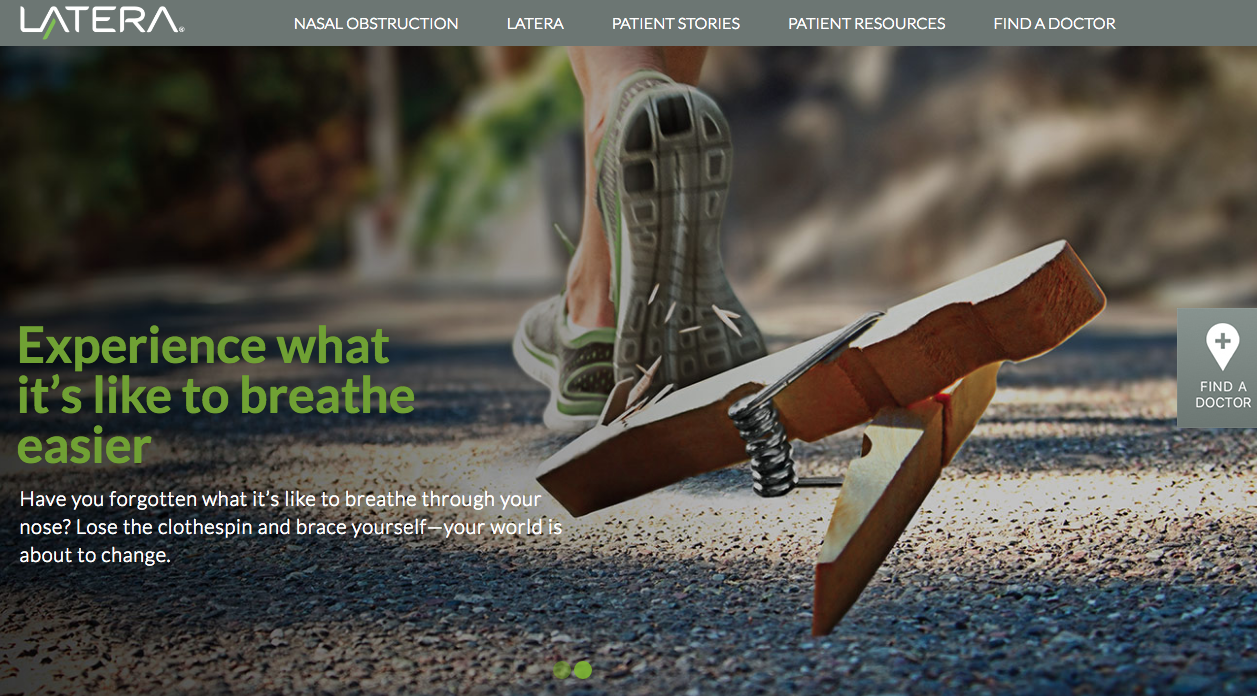 LATERA®
NASAL OBSTRUCTION
LATERA
PATIENT STORIES
PATIENT RESOURCES
FIND A DOCTOR
Experience what
it's like to breathe
easier
Have you forgotten what it's like to breathe through your
nose? Lose the clothespin and brace yourself—your world is
about to change.
FIND A
DOCTOR